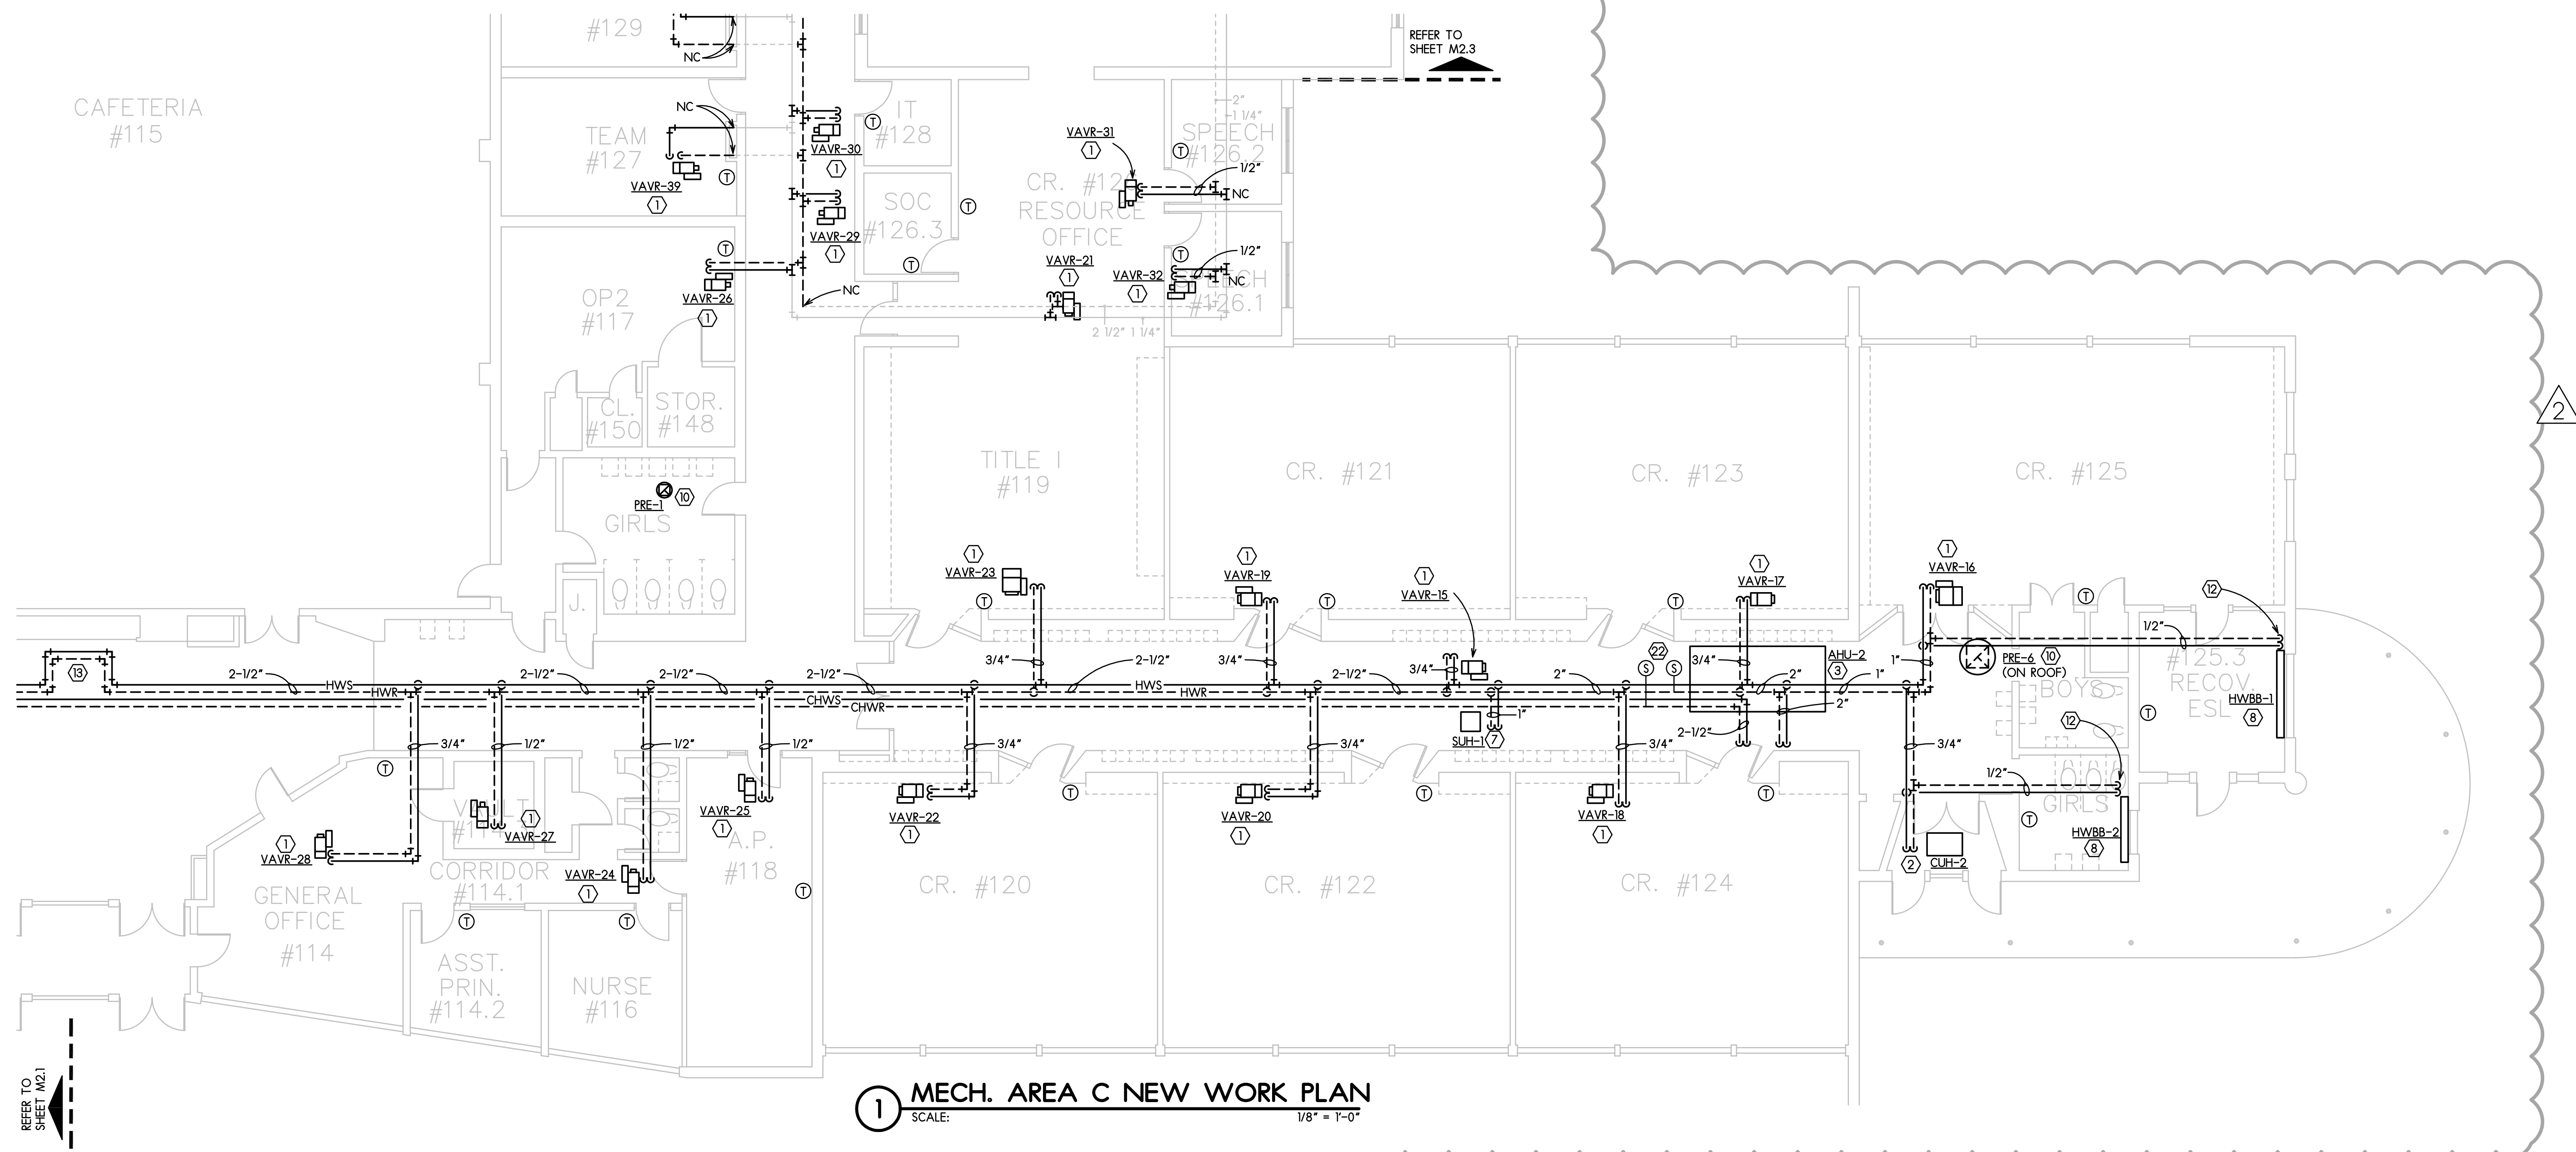 #129
NC
REFER TO
SHEET M2.3
CAFETERIA
#115
NC
TEAM
#127
VAVR-39
1
T
IT
#128
T
VAVR-30
1
VAVR-31
1
2"
1 1/4"
SPEECH
#126.2
T
1/2"
NC
SOC
#126.3
T
T
VAVR-29
1
CR. #12
RESOURCE
OFFICE
VAVR-21
1
VAVR-32
1
T
1/2"
NC
#126.1
2 1/2" 1 1/4"
T
VAVR-26
1
NC
OP2
#117
CL.
#150
STOR.
#148
2
TITLE I
#119
CR. #121
CR. #123
CR. #125
PRE-1
10
GIRLS
J.
1
VAVR-23
T
1
VAVR-19
T
1
VAVR-15
1
VAVR-17
T
1
VAVR-16
T
12
1/2"
13
2-1/2"
HWS
HWR
2-1/2"
2-1/2"
2-1/2"
CHWS
CHWR
3/4"
2-1/2"
HWS
HWR
3/4"
2-1/2"
3/4"
2"
22
S
S
3/4"
2"
AHU-2
3
1"
1"
2"
2-1/2"
SUH-1
7
1"
PRE-6
10
(ON ROOF)
BOYS
#125.3
RECOV.
ESL
T
HWBB-1
8
12
3/4"
1/2"
1/2"
1/2"
3/4"
3/4"
3/4"
3/4"
1/2"
T
1
VAVR-28
1
VAVR-27
CORRIDOR
#114.1
VAVR-24
1
VAVR-25
1
A.P.
#118
T
VAVR-22
1
T
VAVR-20
1
T
VAVR-18
1
T
2
CUH-2
GIRLS
T
HWBB-2
8
GENERAL
OFFICE
#114
T
ASST.
PRIN.
#114.2
T
NURSE
#116
CR. #120
CR. #122
CR. #124
REFER TO
SHEET M2.1
1
MECH. AREA C NEW WORK PLAN
SCALE: 1/8" = 1'-0"